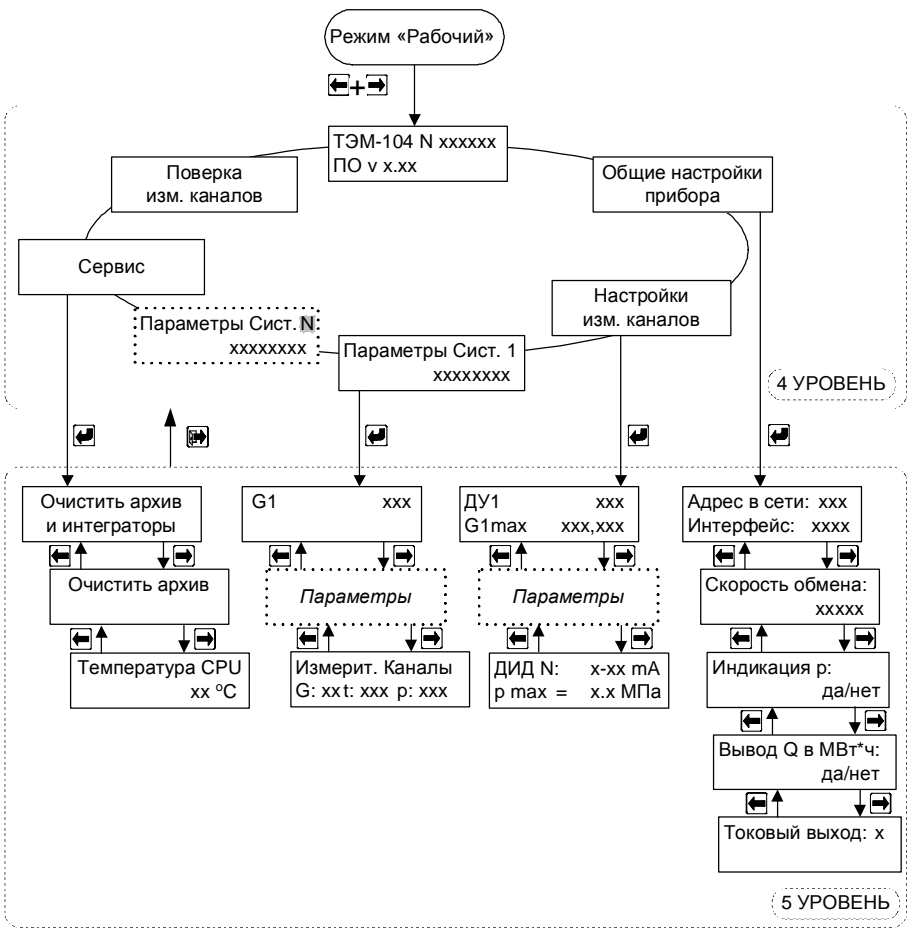 Режим «Рабочий»
+
ТЭМ-104 N xxxxxx
ПО v x.xx
Поверка
изм. каналов
Общие настройки
прибора
Сервис
Настройки
изм. каналов
Параметры Сист. N
xxxxxxxx
Параметры Сист. 1
xxxxxxxx
4 УРОВЕНЬ
Очистить архив
и интеграторы
Очистить архив
Температура CPU
xx °C
G1 xxx
Параметры
Измерит. Каналы
G: xx t: xxx p: xxx
ДУ1 xxx
G1max xxx,xxx
Параметры
ДИД N: x-xx mA
p max = x.x МПа
Адрес в сети: xxx
Интерфейс: xxxx
Скорость обмена:
xxxxx
Индикация p:
да/нет
Вывод Q в МВт*ч:
да/нет
Токовый выход: x
5 УРОВЕНЬ